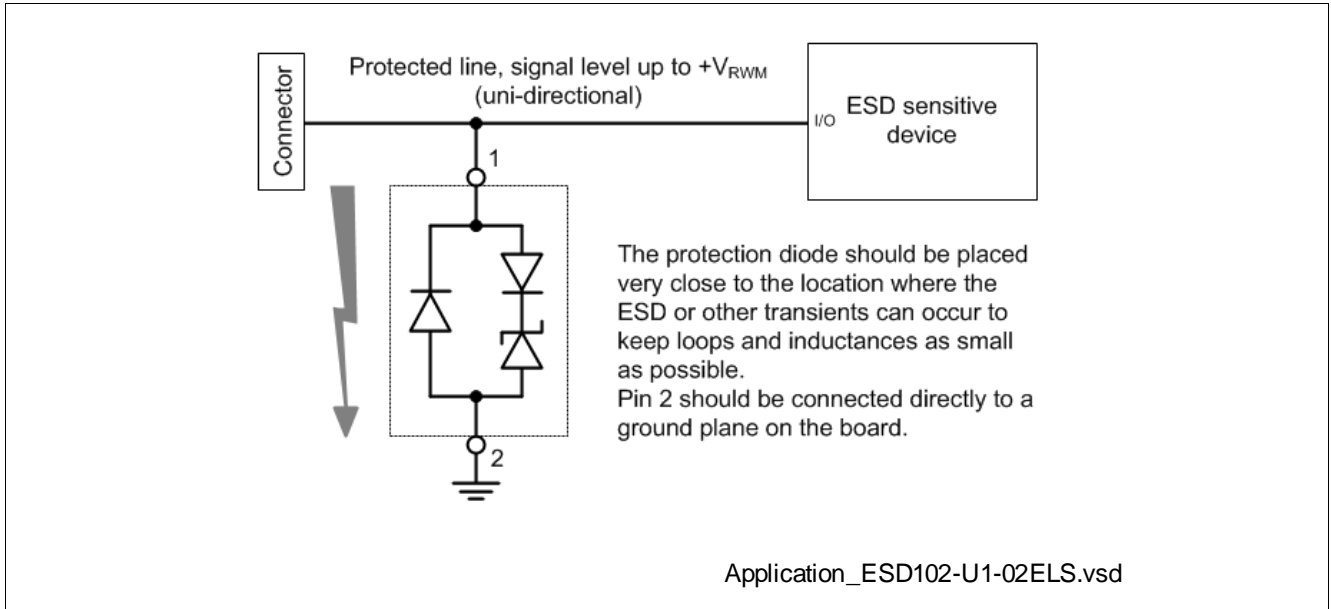 Connector
Protected line, signal level up to +VRWM
(uni-directional)
I/O
ESD sensitive
device
1
The protection diode should be placed
very close to the location where the
ESD or other transients can occur to
keep loops and inductances as small
as possible.
Pin 2 should be connected directly to a
ground plane on the board.
2
Application_ESD102-U1-02ELS.vsd